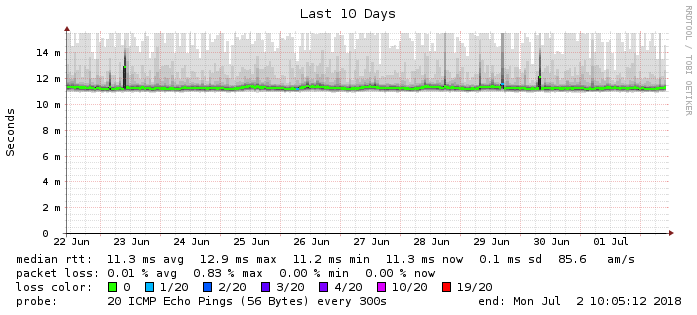 Last 10 Days
RRDTOOL / TOBI OETIKER
Seconds
14 m
12 m
10 m
8 m
6 m
4 m
2 m
0
22 Jun 23 Jun 24 Jun 25 Jun 26 Jun 27 Jun 28 Jun 29 Jun 30 Jun 01 Jul
median rtt: 11.3 ms avg 12.9 ms max 11.2 ms min 11.3 ms now 0.1 ms sd 85.6 am/s
packet loss: 0.01 % avg 0.83 % max 0.00 % min 0.00 % now
loss color: 0 1/20 2/20 3/20 4/20 10/20 19/20
probe: 20 ICMP Echo Pings (56 Bytes) every 300s end: Mon Jul 2 10:05:12 2018